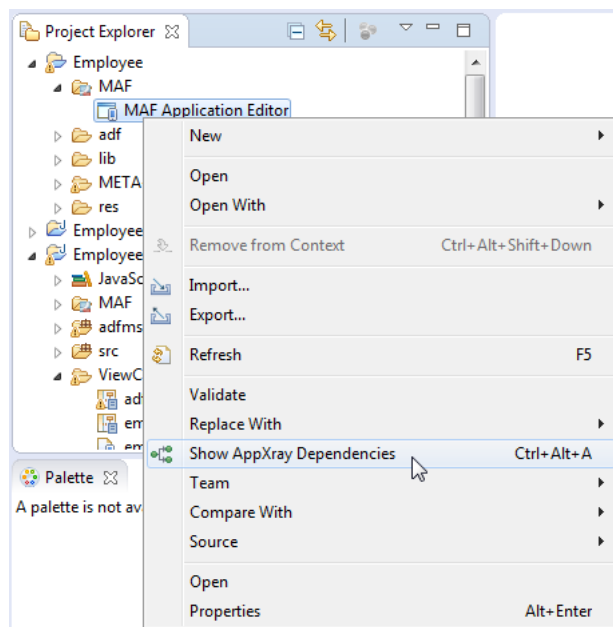 Project Explorer
Employee
MAF
MAF Application Editor
adf
lib
META
res
Employee
Employee
JavaSc
MAF
adfms
src
ViewC
ad
em
em
Palette
A palette is not av
New
Open
Open With
Remove from Context Ctrl+Alt+Shift+Down
Import...
Export...
Refresh F5
Validate
Replace With
Show AppXray Dependencies Ctrl+Alt+A
Team
Compare With
Source
Open
Properties Alt+Enter